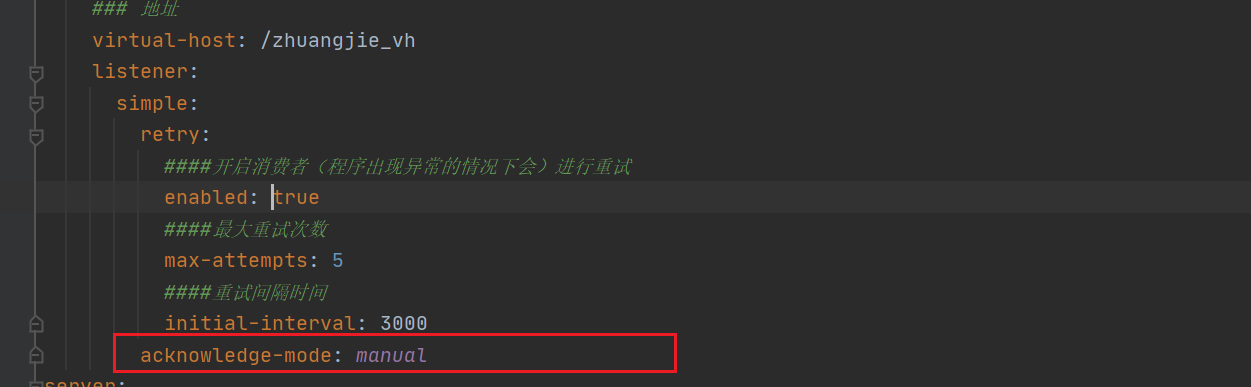 ### 地址
virtual-host: /zhuangjie_vh
listener:
simple:
retry:
####开启消费者（程序出现异常的情况下会）进行重试
enabled: true
####最大重试次数
max-attempts: 5
####重试间隔时间
initial-interval: 3000
acknowledge-mode: manual
server: